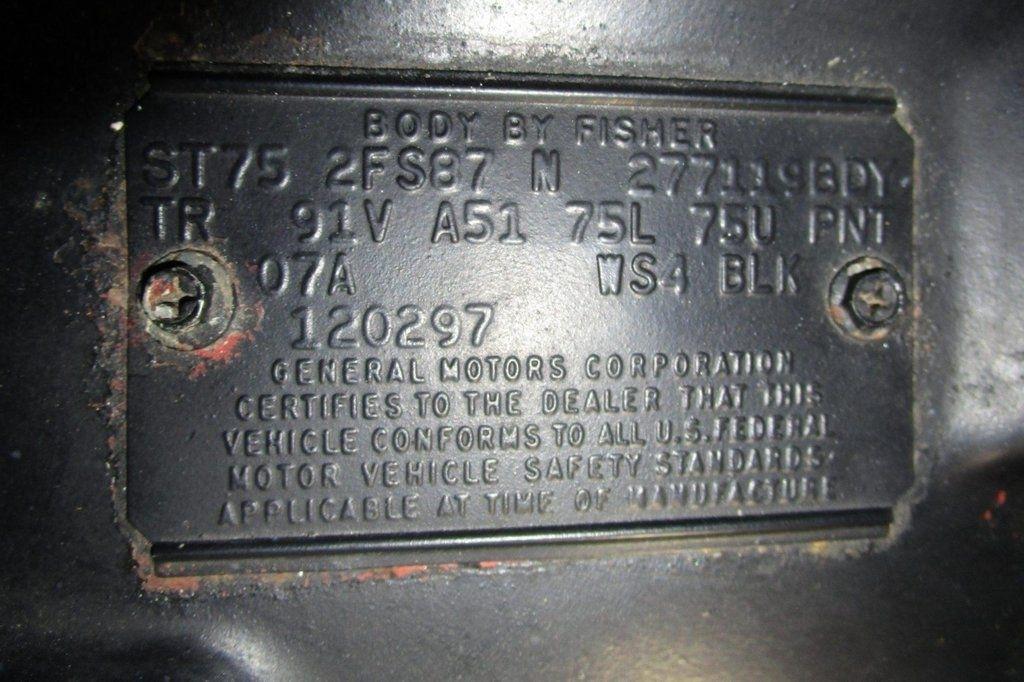 BODY BY FISHER
ST75 2FS87 N 277119BDY
TR 91V A51 75L 75U PNT
07A WS4 BLK
120297
GENERAL MOTORS CORPORATION
CERTIFIES TO THE DEALER THAT THIS
VEHICLE CONFORMS TO ALL U.S. FEDERAL
MOTOR VEHICLE SAFETY STANDARDS
APPLICABLE AT TIME OF MANUFACTURE